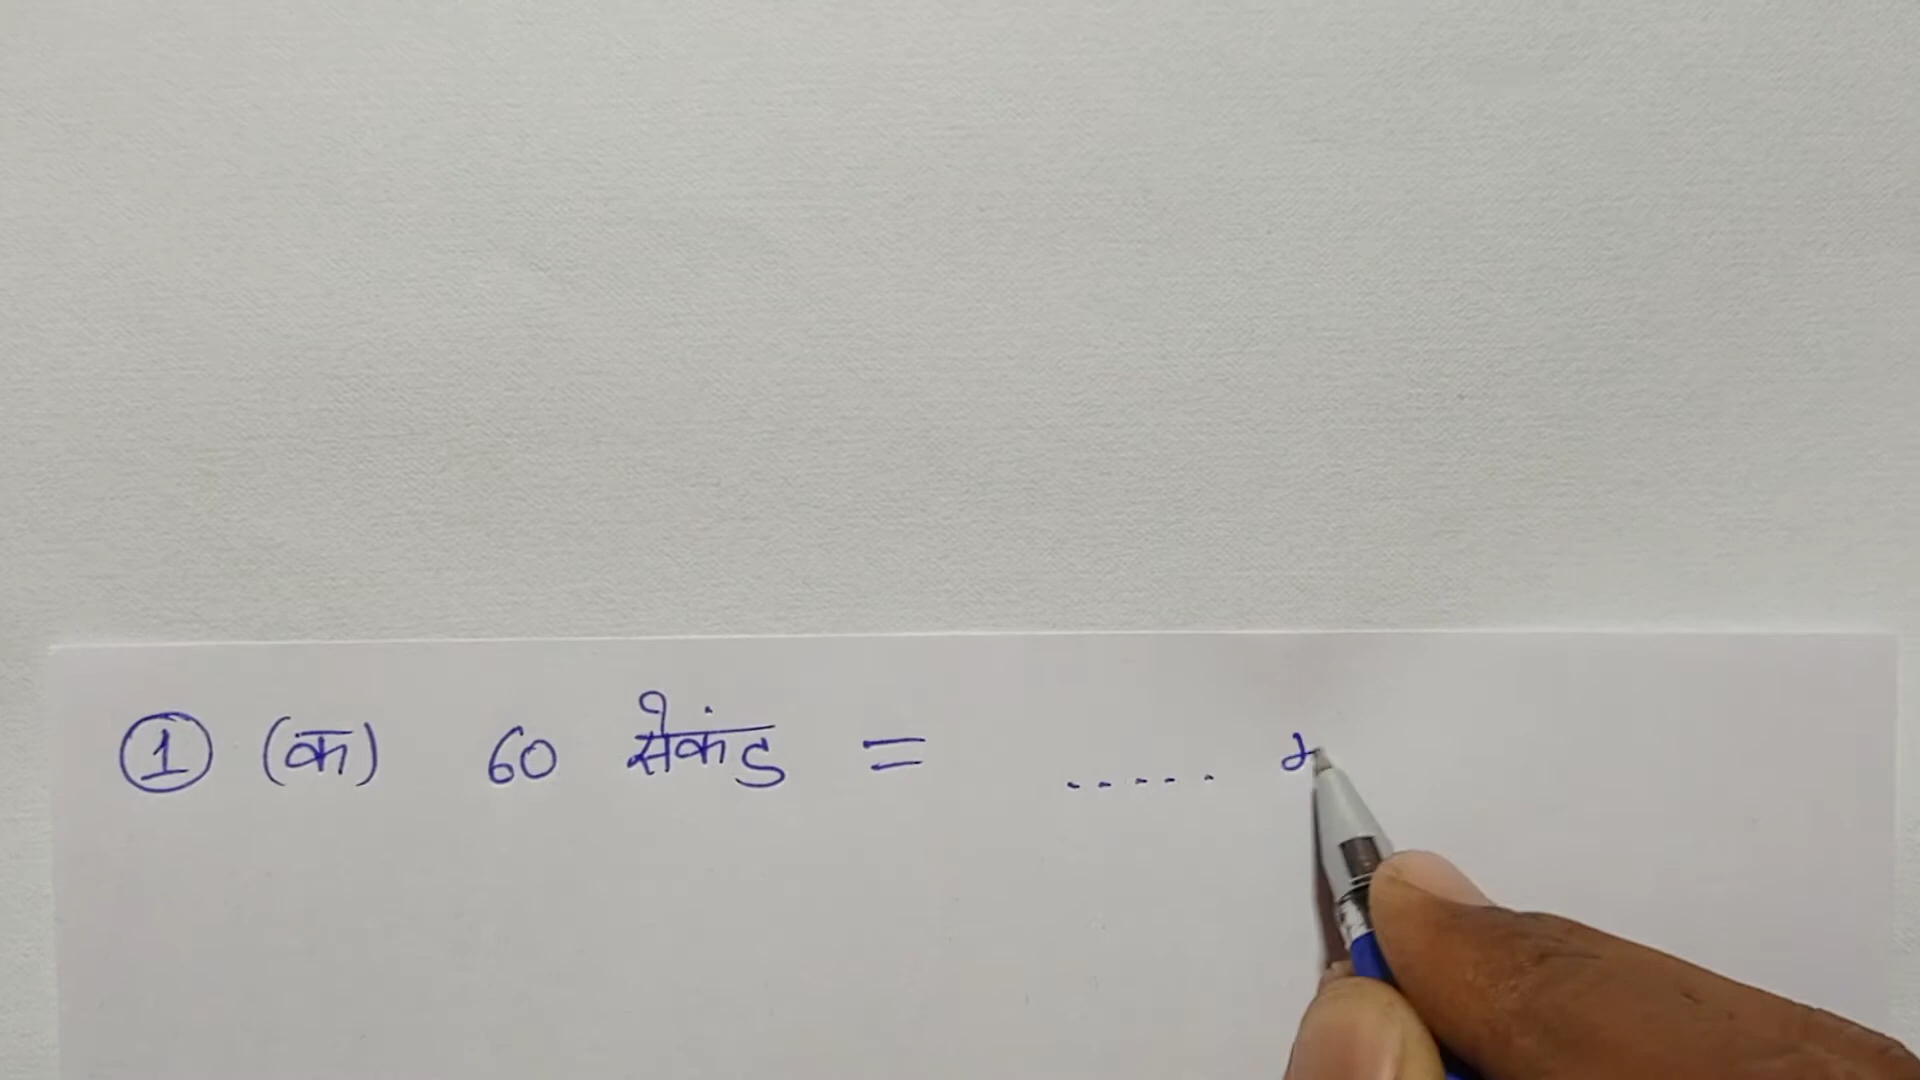 ① (क) 60 सेकंड = .....